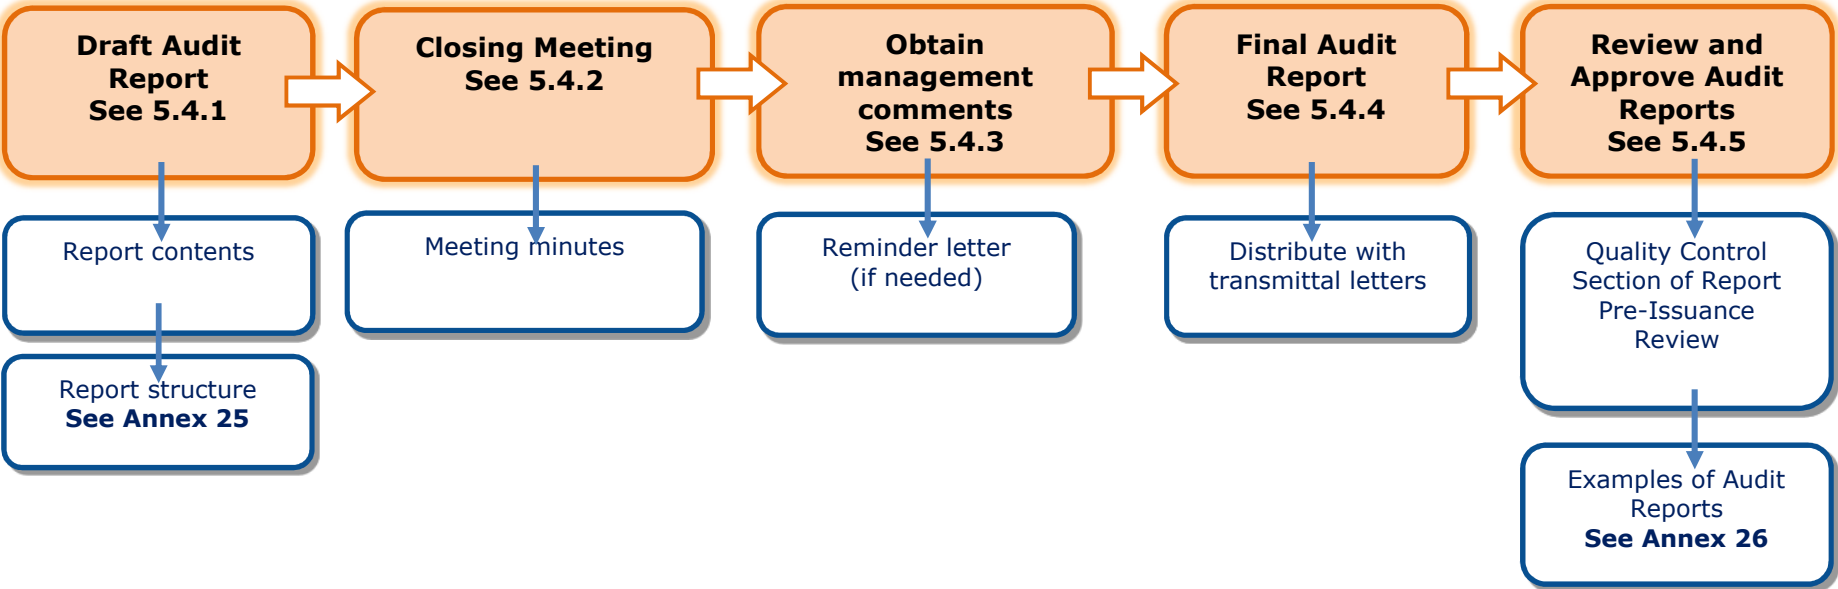 Draft Audit
Report
See 5.4.1
Closing Meeting
See 5.4.2
Obtain
management
comments
See 5.4.3
Final Audit
Report
See 5.4.4
Review and
Approve Audit
Reports
See 5.4.5
Report contents
Meeting minutes
Reminder letter
(if needed)
Distribute with
transmittal letters
Quality Control
Section of Report
Pre-Issuance
Review
Report structure
See Annex 25
Examples of Audit
Reports
See Annex 26